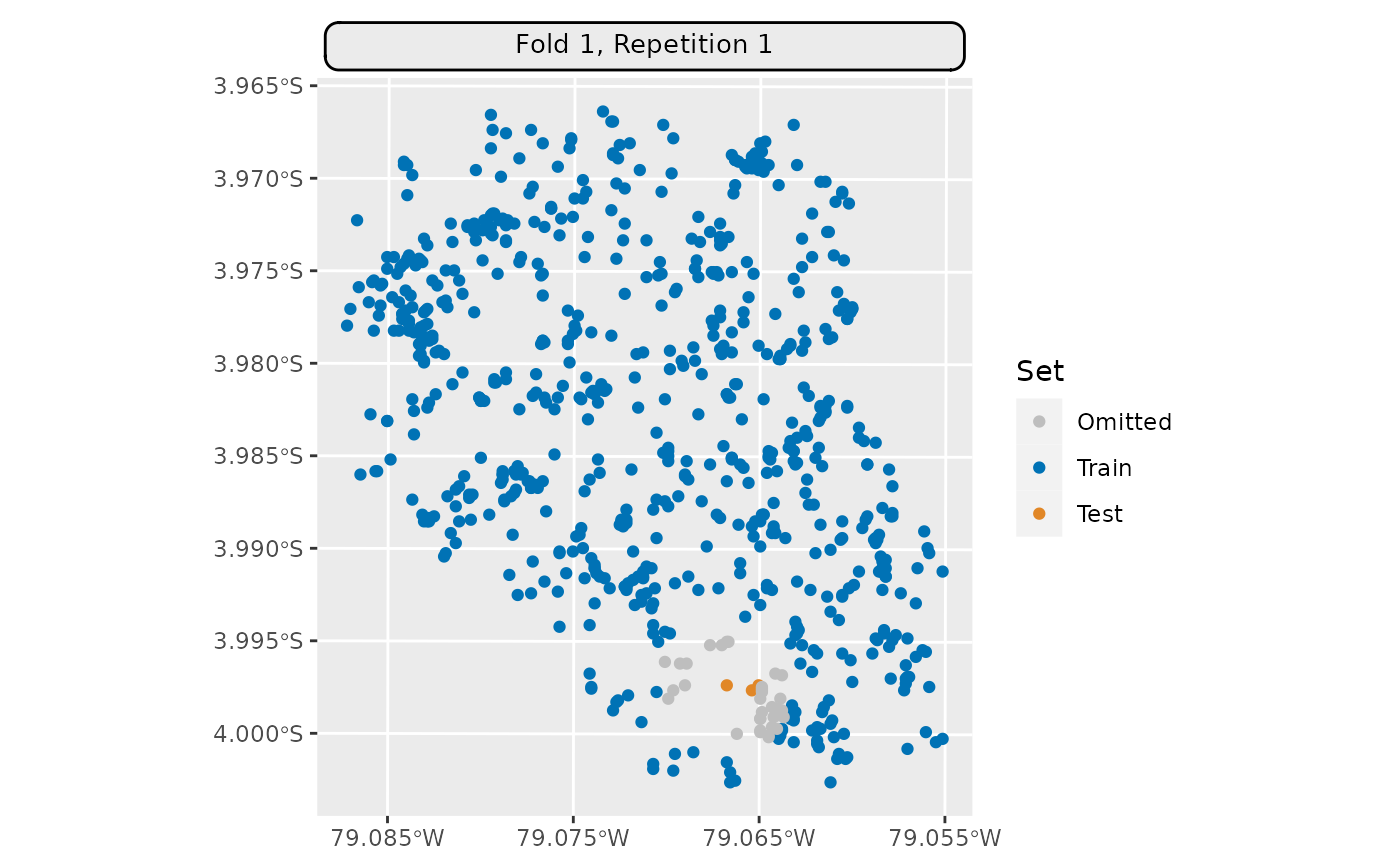 Fold 1, Repetition 1
3.965°S
3.970°S
3.975°S
3.980°S
3.985°S
3.990°S
3.995°S
4.000°S
79.085°W 79.075°W 79.065°W 79.055°W
Set
Omitted
Train
Test